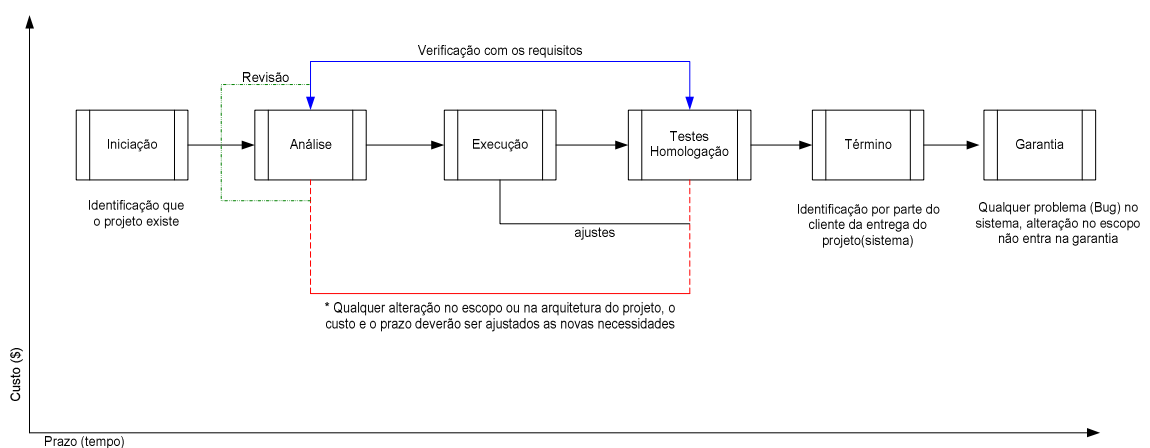 Verificação com os requisitos
Revisão
Iniciação
Análise
Execução
Testes
Homologação
Término
Garantia
Identificação que
o projeto existe
ajustes
Identificação por parte do
cliente da entrega do
projeto(sistema)
Qualquer problema (Bug) no
sistema, alteração no escopo
não entra na garantia
* Qualquer alteração no escopo ou na arquitetura do projeto, o
custo e o prazo deverão ser ajustados as novas necessidades
Custo ($)
Prazo (tempo)